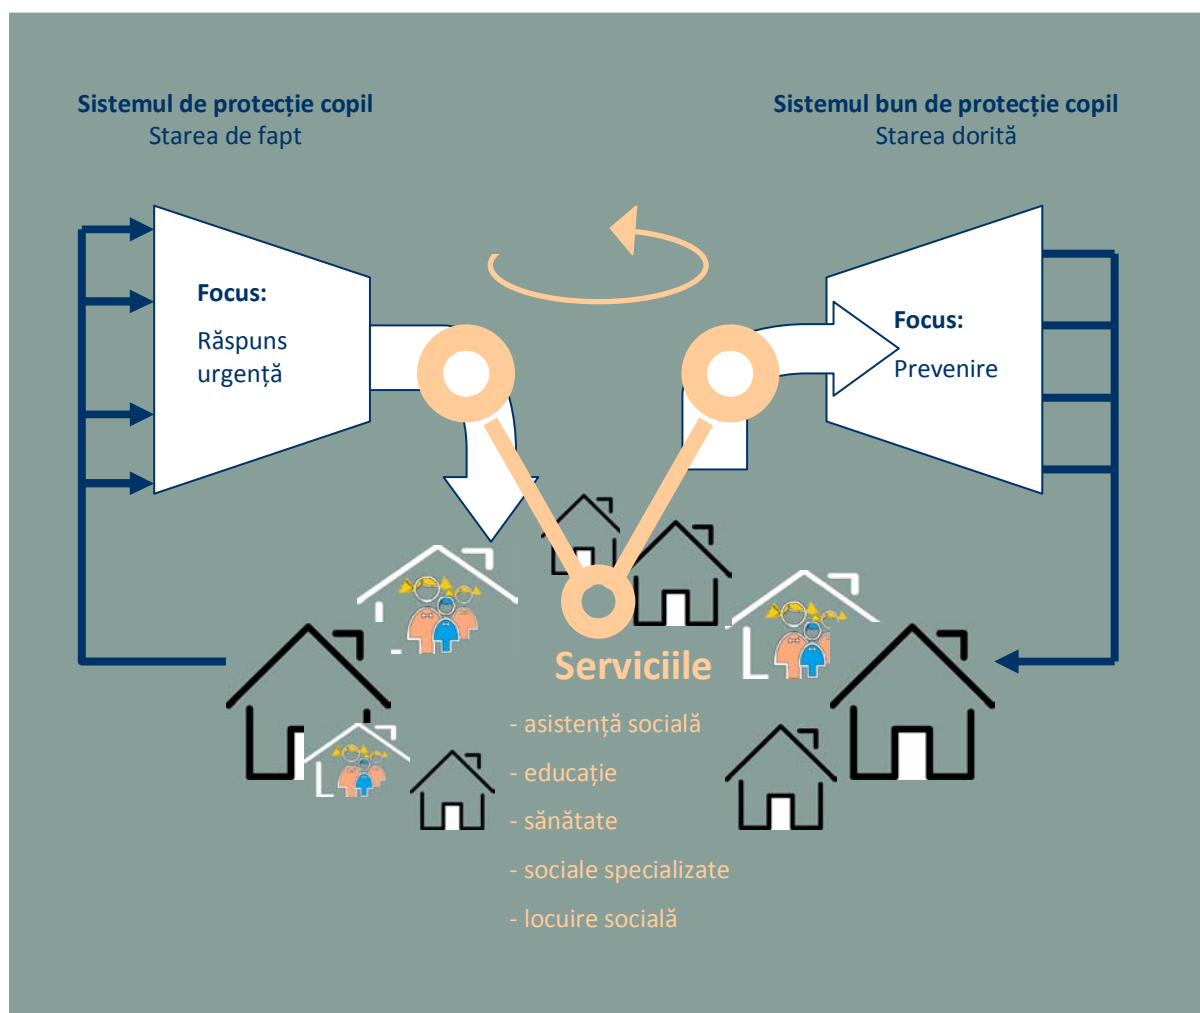 Sistemul de protecție copil
Starea de fapt
Sistemul bun de protecție copil
Starea dorită
Focus:
Răspuns
urgență
Focus:
Prevenire
Serviciile
- asistență socială
- educație
- sănătate
- sociale specializate
- locuire socială